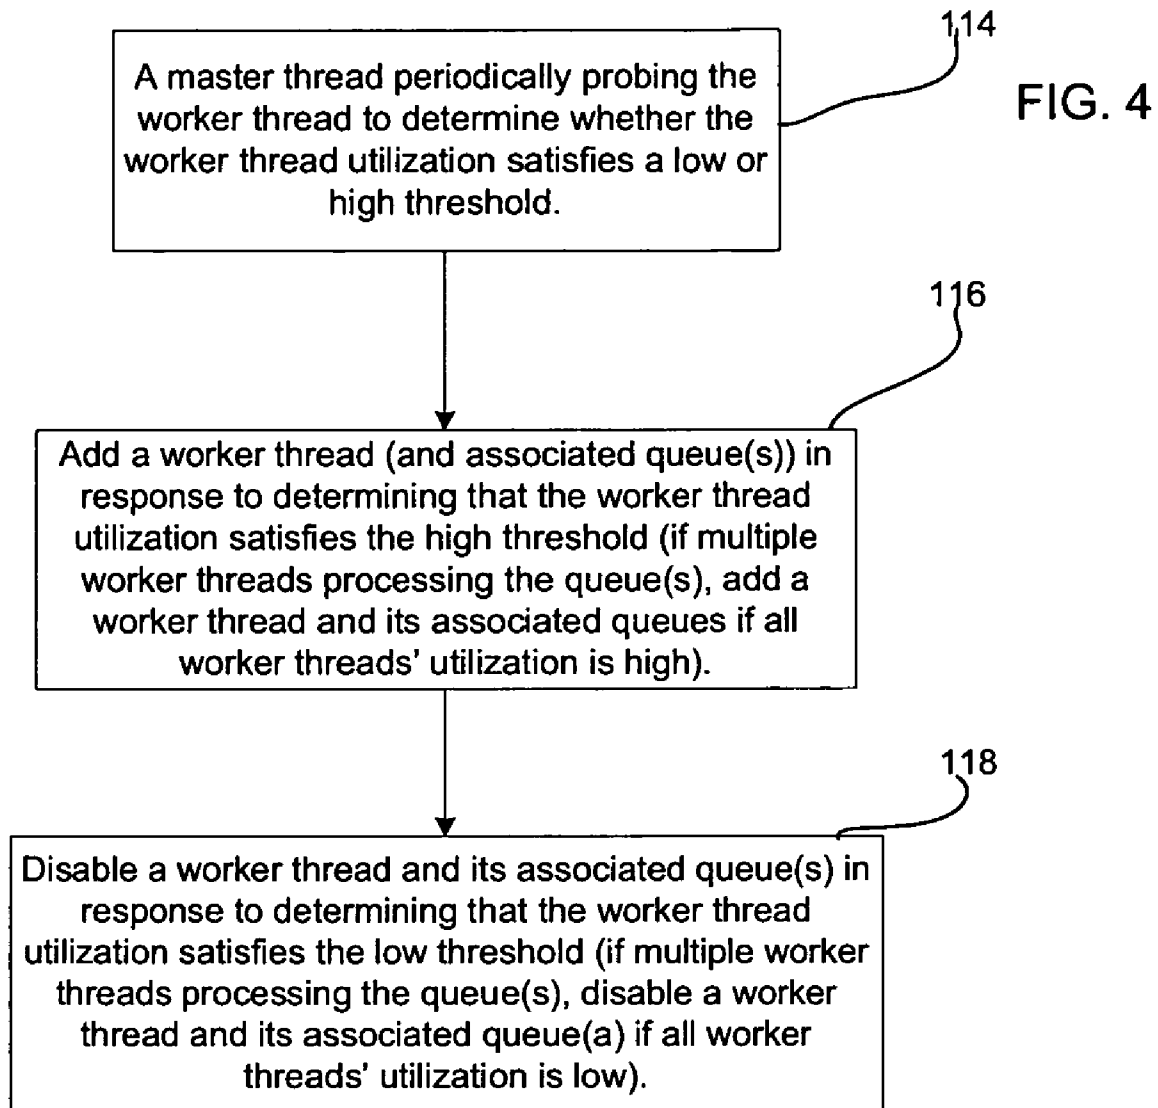 114
FIG. 4
A master thread periodically probing the
worker thread to determine whether the
worker thread utilization satisfies a low or
high threshold.
116
Add a worker thread (and associated queue(s)) in
response to determining that the worker thread
utilization satisfies the high threshold (if multiple
worker threads processing the queue(s), add a
worker thread and its associated queues if all
worker threads' utilization is high).
118
Disable a worker thread and its associated queue(s) in
response to determining that the worker thread
utilization satisfies the low threshold (if multiple worker
threads processing the queue(s), disable a worker
thread and its associated queue(a) if all worker
threads' utilization is low).